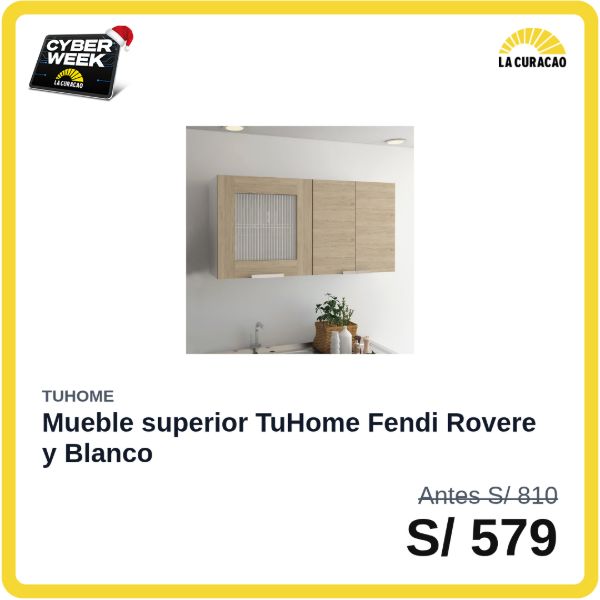 CYBER
WEEK
LA CURACAO
LA CURACAO
TUHOME
Mueble superior TuHome Fendi Rovere
y Blanco
Antes S/ 810
S/ 579